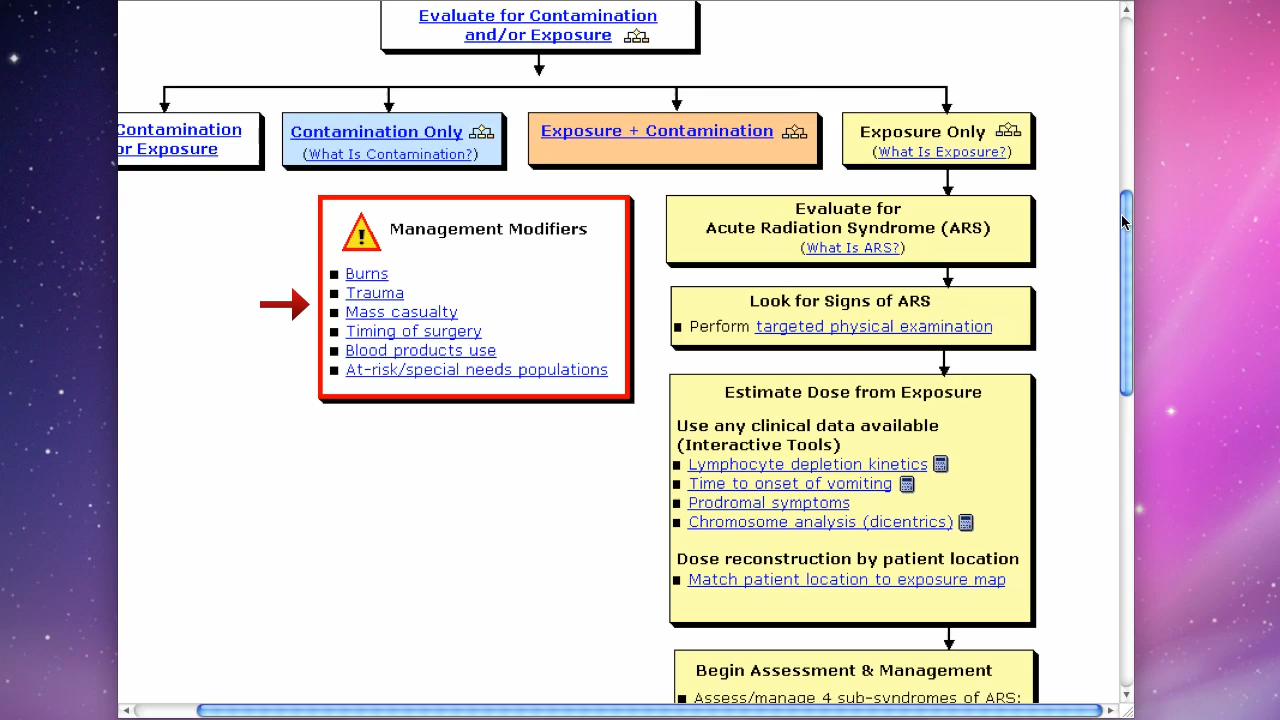 Evaluate for Contamination
and/or Exposure
Contamination
or Exposure
Contamination Only
(What Is Contamination?)
Exposure + Contamination
Exposure Only
(What Is Exposure?)
Evaluate for
Acute Radiation Syndrome (ARS)
(What Is ARS?)
Management Modifiers
Burns
Trauma
Mass casualty
Timing of surgery
Blood products use
At-risk/special needs populations
Look for Signs of ARS
Perform targeted physical examination
Estimate Dose from Exposure
Use any clinical data available
(Interactive Tools)
Lymphocyte depletion kinetics
Time to onset of vomiting
Prodromal symptoms
Chromosome analysis (dicentrics)
Dose reconstruction by patient location
Match patient location to exposure map
Begin Assessment & Management
Assess/manage 4 sub-syndromes of ARS: